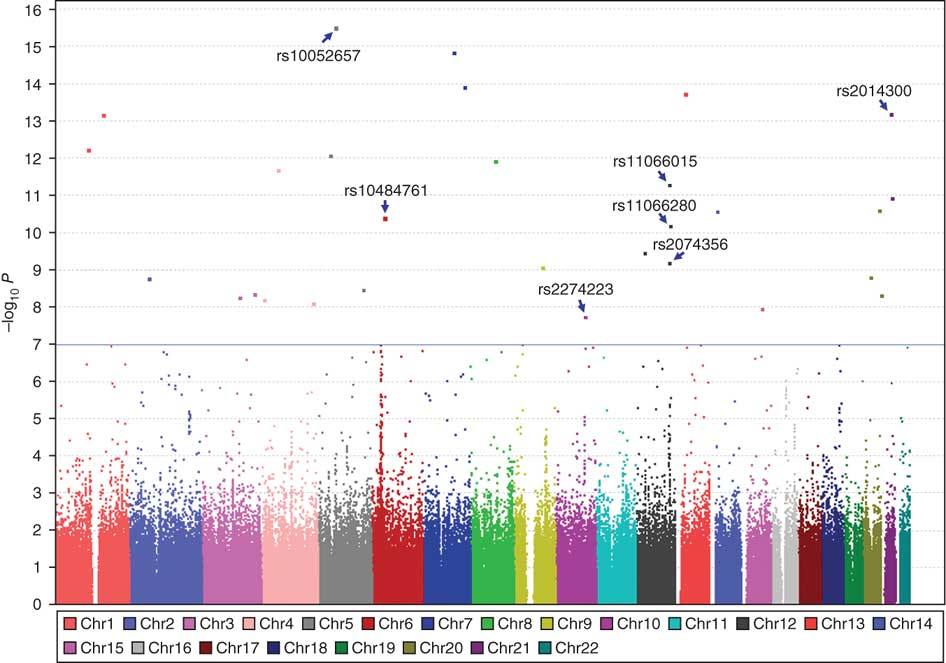 16
15
rs10052657
14
rs2014300
13
12
rs11066015
11
rs10484761
rs11066280
10
rs2074356
9
rs2274223
8
7
6
5
4
3
2
1
0
–log10 P
Chr1 Chr2 Chr3 Chr4 Chr5 Chr6 Chr7 Chr8 Chr9 Chr10 Chr11 Chr12 Chr13 Chr14
Chr15 Chr16 Chr17 Chr18 Chr19 Chr20 Chr21 Chr22